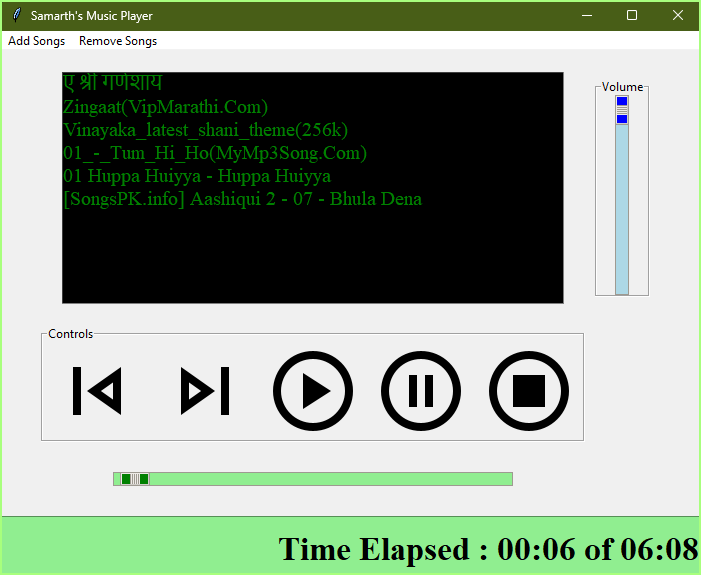 Samarth's Music Player
Add Songs Remove Songs
ए श्री गणेशाय
Zingaat(VipMarathi.Com)
Vinayaka_latest_shani_theme(256k)
01_-_Tum_Hi_Ho(MyMp3Song.Com)
01 Huppa Huiyya - Huppa Huiyya
[SongsPK.info] Aashiqui 2 - 07 - Bhula Dena
Volume
Controls
Time Elapsed : 00:06 of 06:08